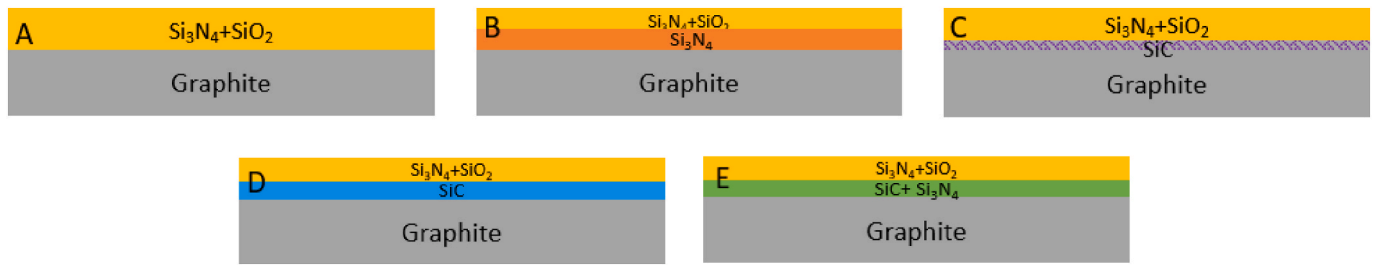 A
Si₃N₄+SiO₂
Graphite
B
Si₃N₄+SiO₂
Si₃N₄
Graphite
C
Si₃N₄+SiO₂
SiC
Graphite
D
Si₃N₄+SiO₂
SiC
Graphite
E
Si₃N₄+SiO₂
SiC+ Si₃N₄
Graphite